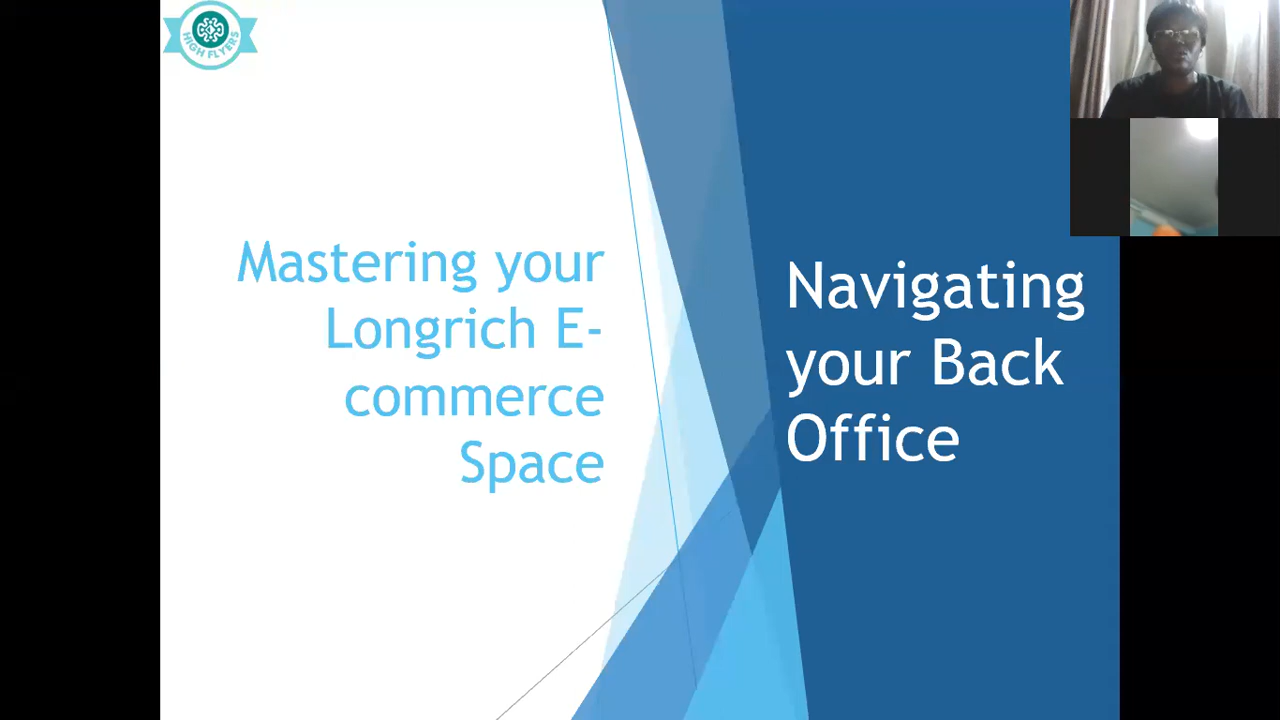 HIGH FLYERS
Mastering your
Longrich E-
commerce
Space
Navigating
your Back
Office